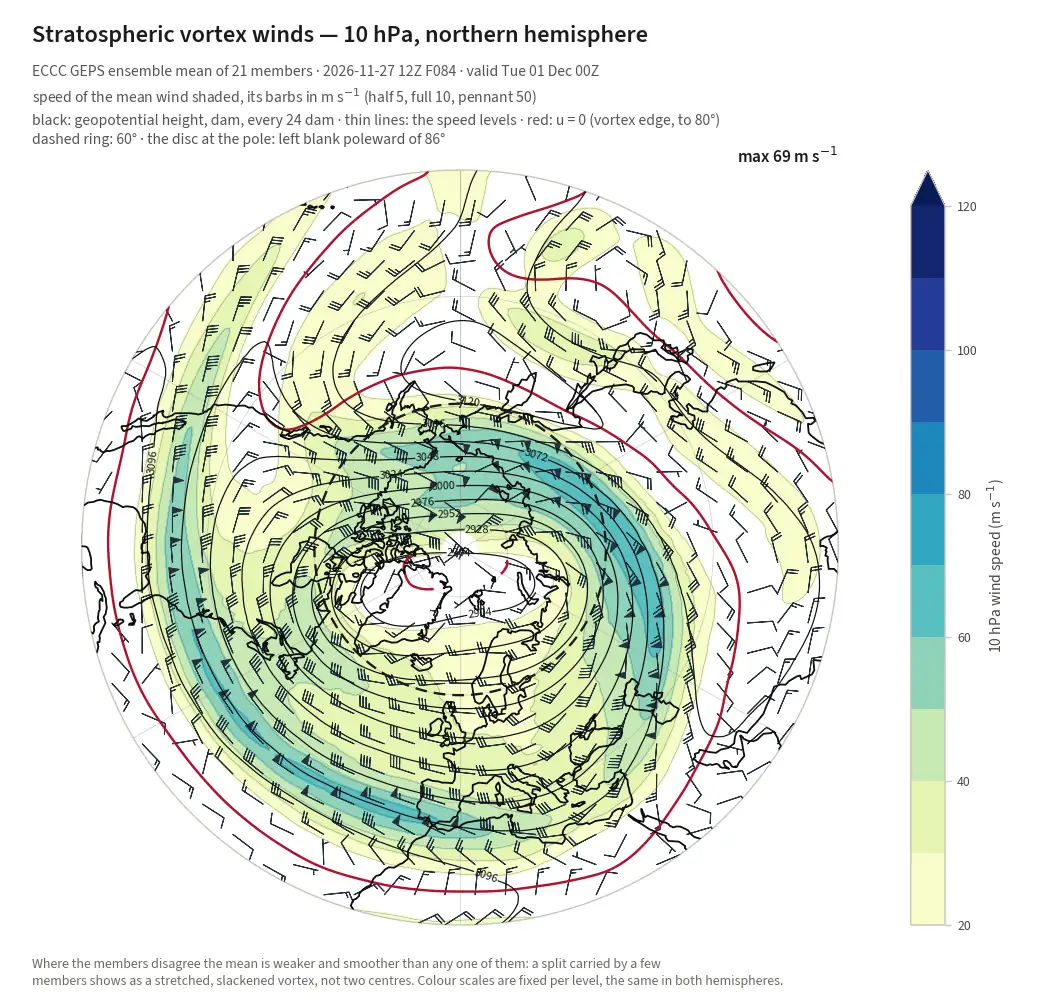 Stratospheric vortex winds — 10 hPa, northern hemisphere
ECCC GEPS ensemble mean of 21 members · 2026-11-27 12Z F084 · valid Tue 01 Dec 00Z
speed of the mean wind shaded, its barbs in m s⁻¹ (half 5, full 10, pennant 50)
black: geopotential height, dam, every 24 dam · thin lines: the speed levels · red: u = 0 (vortex edge, to 80°)
dashed ring: 60° · the disc at the pole: left blank poleward of 86°
max 69 m s⁻¹
120
100
80
60
40
20
10 hPa wind speed (m s⁻¹)
3120
3048
3072
3024
3000
2976
2952
2928
2904
3096
3096
Where the members disagree the mean is weaker and smoother than any one of them: a split carried by a few
members shows as a stretched, slackened vortex, not two centres. Colour scales are fixed per level, the same in both hemispheres.